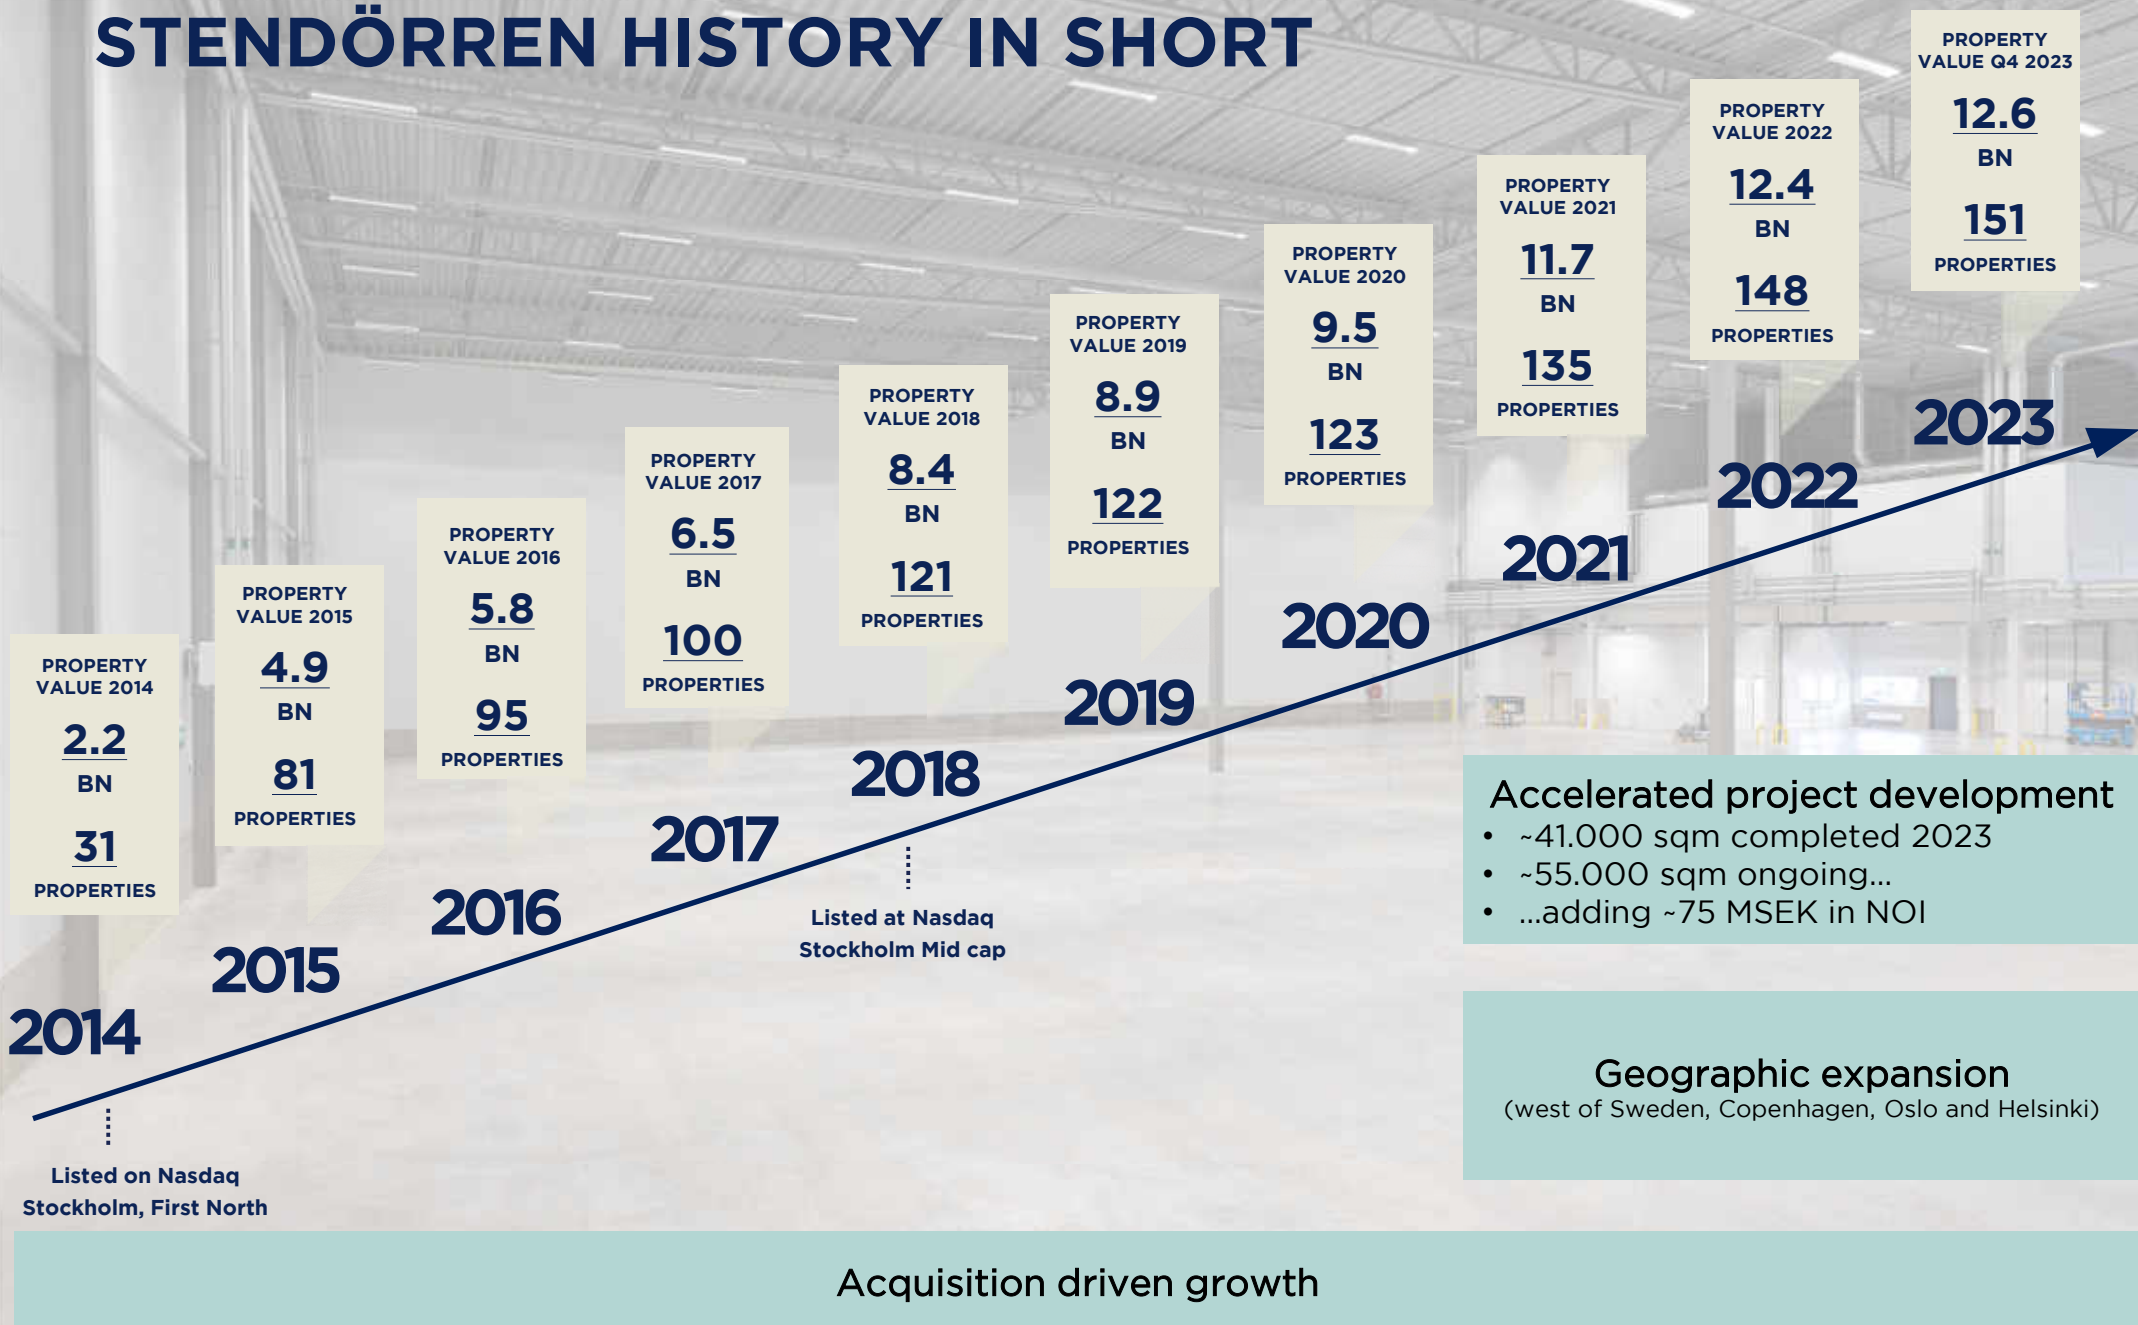 STENDÖRREN HISTORY IN SHORT
PROPERTY
VALUE 2014
2.2
BN
31
PROPERTIES
2014
Listed on Nasdaq
Stockholm, First North
PROPERTY
VALUE 2015
4.9
BN
81
PROPERTIES
2015
PROPERTY
VALUE 2016
5.8
BN
95
PROPERTIES
2016
PROPERTY
VALUE 2017
6.5
BN
100
PROPERTIES
2017
PROPERTY
VALUE 2018
8.4
BN
121
PROPERTIES
2018
Listed at Nasdaq
Stockholm Mid cap
PROPERTY
VALUE 2019
8.9
BN
122
PROPERTIES
2019
PROPERTY
VALUE 2020
9.5
BN
123
PROPERTIES
2020
PROPERTY
VALUE 2021
11.7
BN
135
PROPERTIES
2021
PROPERTY
VALUE 2022
12.4
BN
148
PROPERTIES
2022
PROPERTY
VALUE Q4 2023
12.6
BN
151
PROPERTIES
2023
Accelerated project development
• ~41.000 sqm completed 2023
• ~55.000 sqm ongoing...
• ...adding ~75 MSEK in NOI
Geographic expansion
(west of Sweden, Copenhagen, Oslo and Helsinki)
Acquisition driven growth